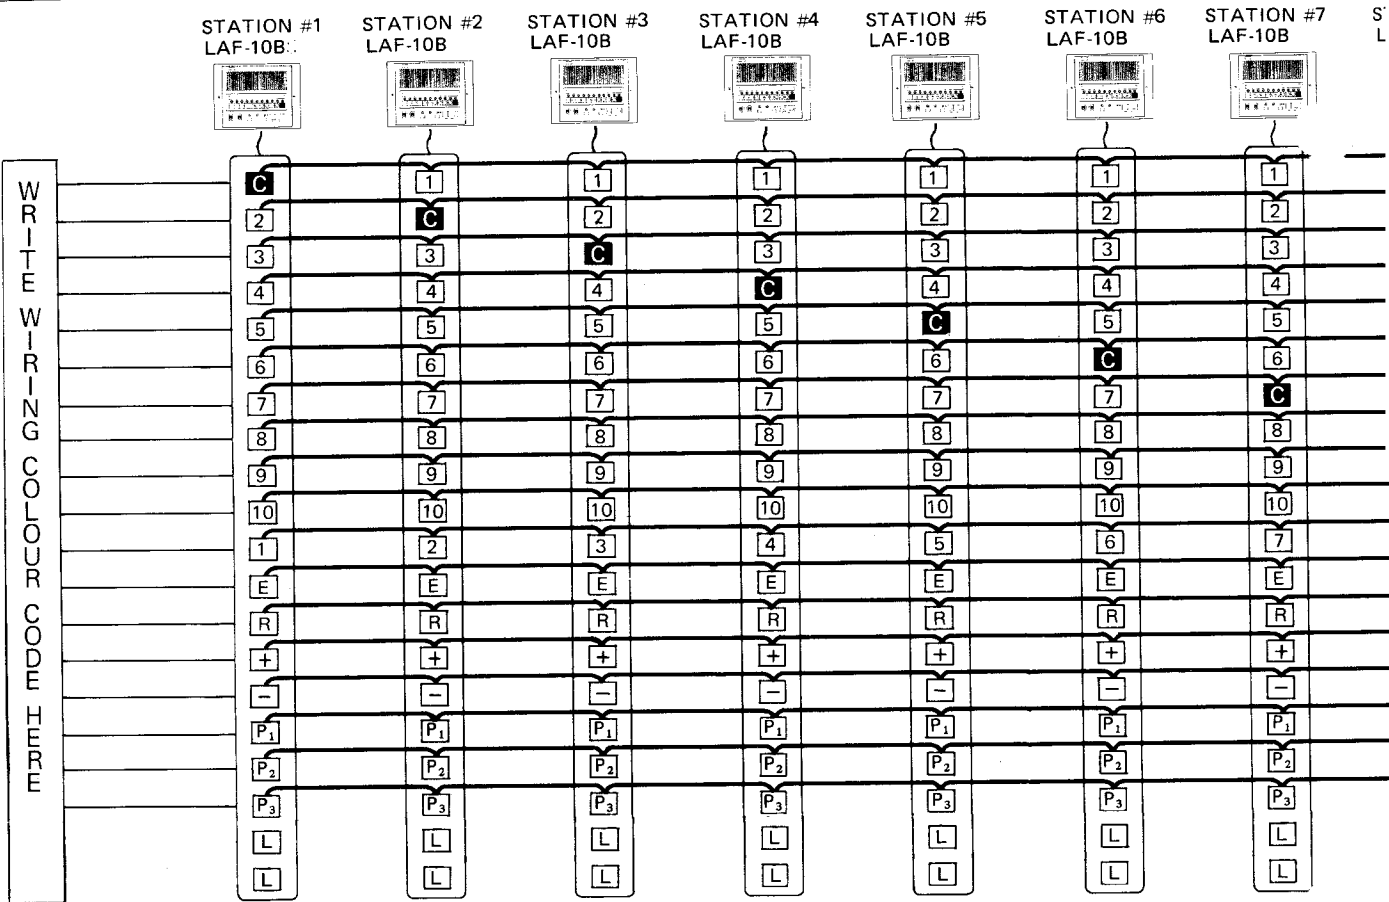 STATION #1 STATION #2 STATION #3 STATION #4 STATION #5 STATION #6 STATION #7
LAF-10B LAF-10B LAF-10B LAF-10B LAF-10B LAF-10B LAF-10B L
WRITE WIRING COLOUR CODE HERE
C 1 1 1 1 1 1
2 C 2 2 2 2 2
3 3 C 3 3 3 3
4 4 4 C 4 4 4
5 5 5 5 C 5 5
6 6 6 6 6 C 6
7 7 7 7 7 7 C
8 8 8 8 8 8 8
9 9 9 9 9 9 9
10 10 10 10 10 10 10
1 2 3 4 5 6 7
E E E E E E E
R R R R R R R
+ + + + + + +
− − − − − − −
P₁ P₁ P₁ P₁ P₁ P₁ P₁
P₂ P₂ P₂ P₂ P₂ P₂ P₂
P₃ P₃ P₃ P₃ P₃ P₃ P₃
L L L L L L L
L L L L L L L